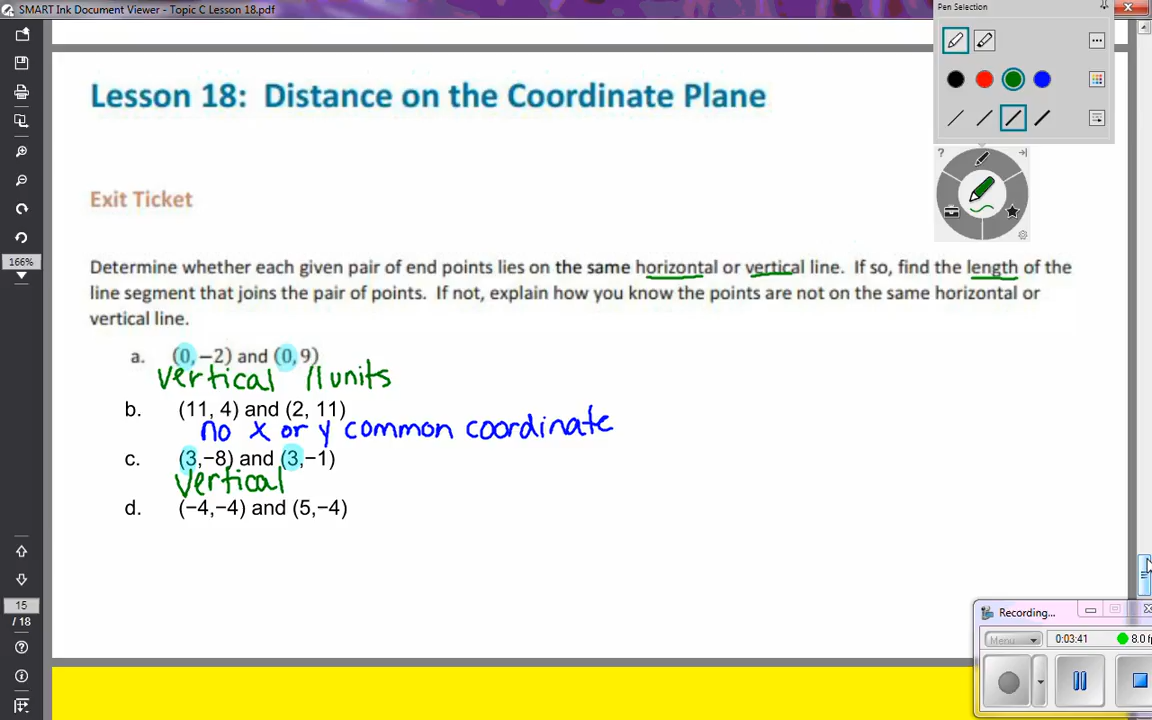 SMART Ink Document Viewer - Topic C Lesson 18.pdf
Pen Selection
Lesson 18: Distance on the Coordinate Plane
Exit Ticket
166%
Determine whether each given pair of end points lies on the same horizontal or vertical line. If so, find the length of the
line segment that joins the pair of points. If not, explain how you know the points are not on the same horizontal or
vertical line.
a. (0,−2) and (0,9)
vertical 11 units
b. (11, 4) and (2, 11)
no x or y common coordinate
c. (3,−8) and (3,−1)
vertical
d. (−4,−4) and (5,−4)
15
/ 18
Recording...
Menu
0:03:41